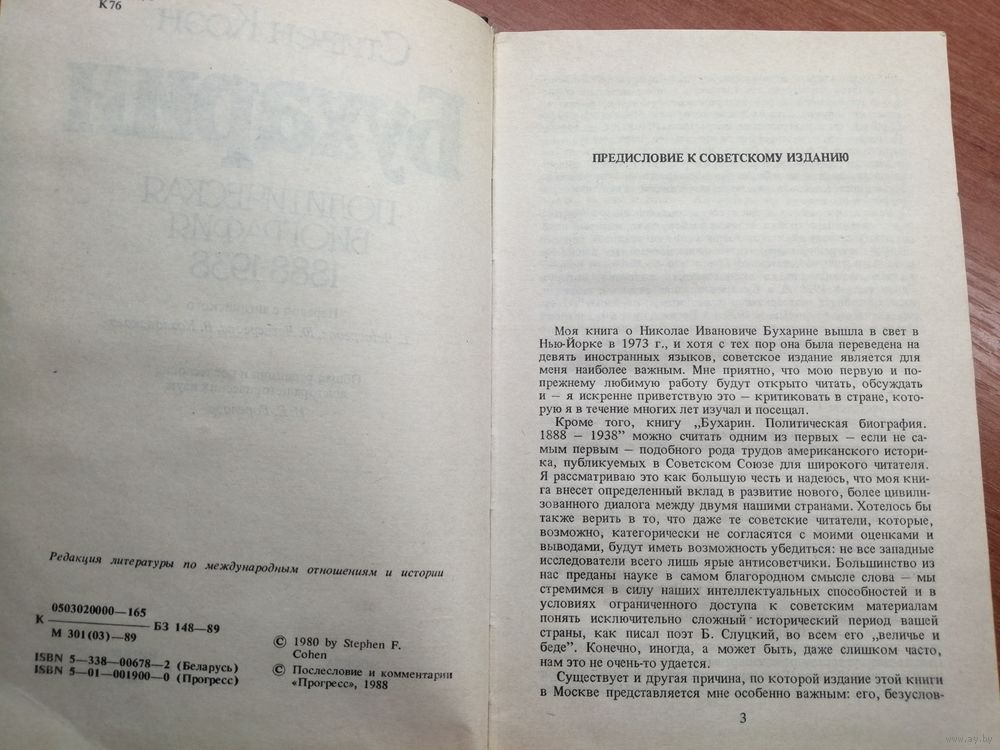 К 76
Редакция литературы по международным отношениям и истории
0503020000—165
К
БЗ 148—89
М 301(03)—89
ISBN 5—338—00678—2 (Беларусь)
ISBN 5—01—001900—0 (Прогресс)
© 1980 by Stephen F.
Cohen
© Послесловие и комментарии
«Прогресс», 1988
ПРЕДИСЛОВИЕ К СОВЕТСКОМУ ИЗДАНИЮ
Моя книга о Николае Ивановиче Бухарине вышла в свет в
Нью-Йорке в 1973 г., и хотя с тех пор она была переведена на
девять иностранных языков, советское издание является для
меня наиболее важным. Мне приятно, что мою первую и по-
прежнему любимую работу будут открыто читать, обсуждать
и — я искренне приветствую это — критиковать в стране, кото-
рую я в течение многих лет изучал и посещал.
Кроме того, книгу „Бухарин. Политическая биография.
1888 — 1938” можно считать одним из первых — если не са-
мым первым — подобного рода трудов американского истори-
ка, публикуемых в Советском Союзе для широкого читателя.
Я рассматриваю это как большую честь и надеюсь, что моя кни-
га внесет определенный вклад в развитие нового, более цивили-
зованного диалога между двумя нашими странами. Хотелось бы
также верить в то, что даже те советские читатели, которые,
возможно, категорически не согласятся с моими оценками и
выводами, будут иметь возможность убедиться: не все западные
исследователи всего лишь ярые антисоветчики. Большинство из
нас преданы науке в самом благородном смысле слова — мы
стремимся в силу наших интеллектуальных способностей и в
условиях ограниченного доступа к советским материалам
понять исключительно сложный исторический период вашей
страны, как писал поэт Б. Слуцкий, во всем его „величье и
беде”. Конечно, иногда, а может быть, даже слишком часто,
нам это не очень-то удается.
Существует и другая причина, по которой издание этой книги
в Москве представляется мне особенно важным: его, безуслов-
3
www.ay.by